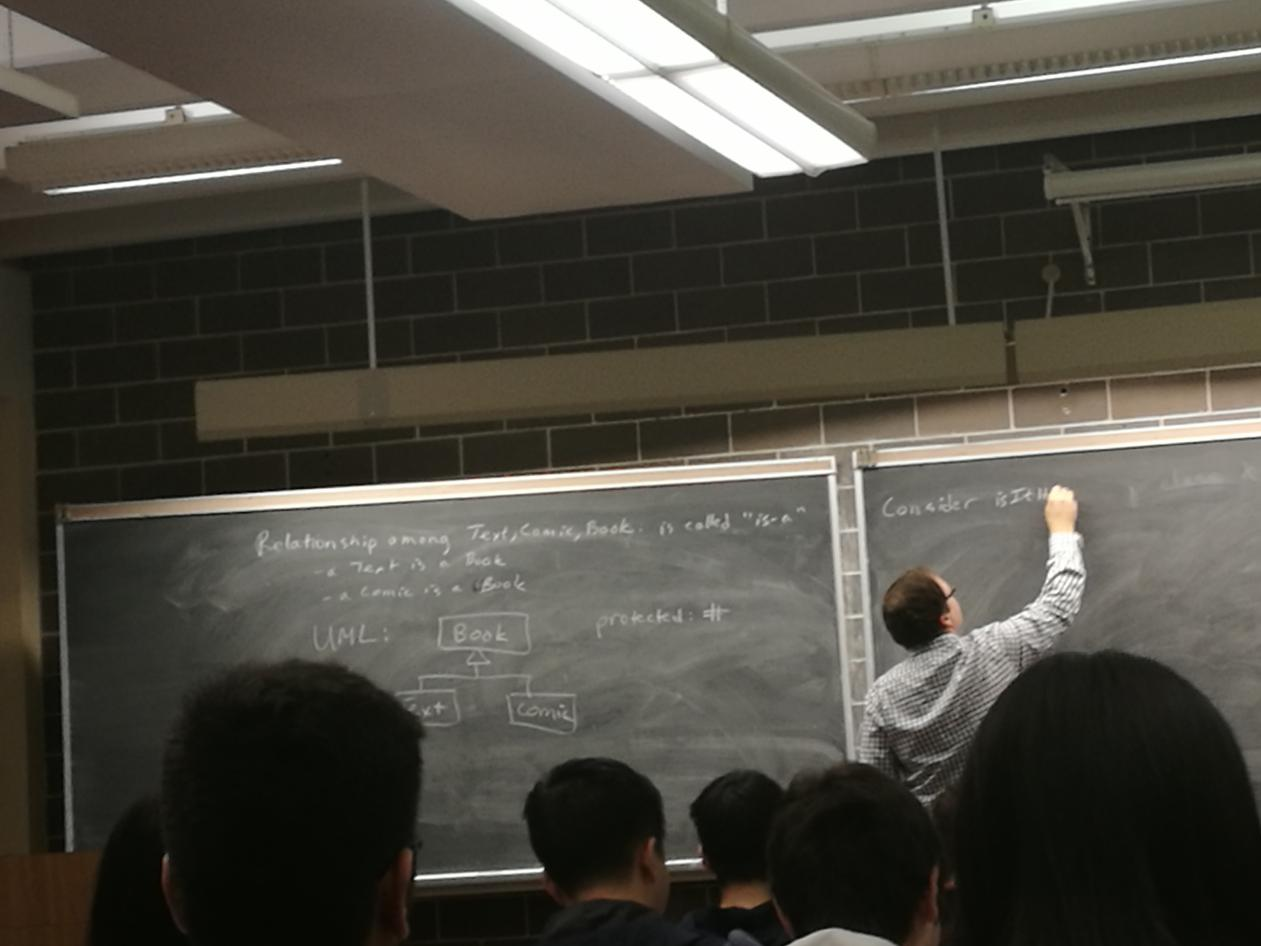 Relationship among Text, Comic, Book. is called "is-a"
- a Text is a Book
- a Comic is a Book
UML: Book
protected: #
Text
Comic
Consider